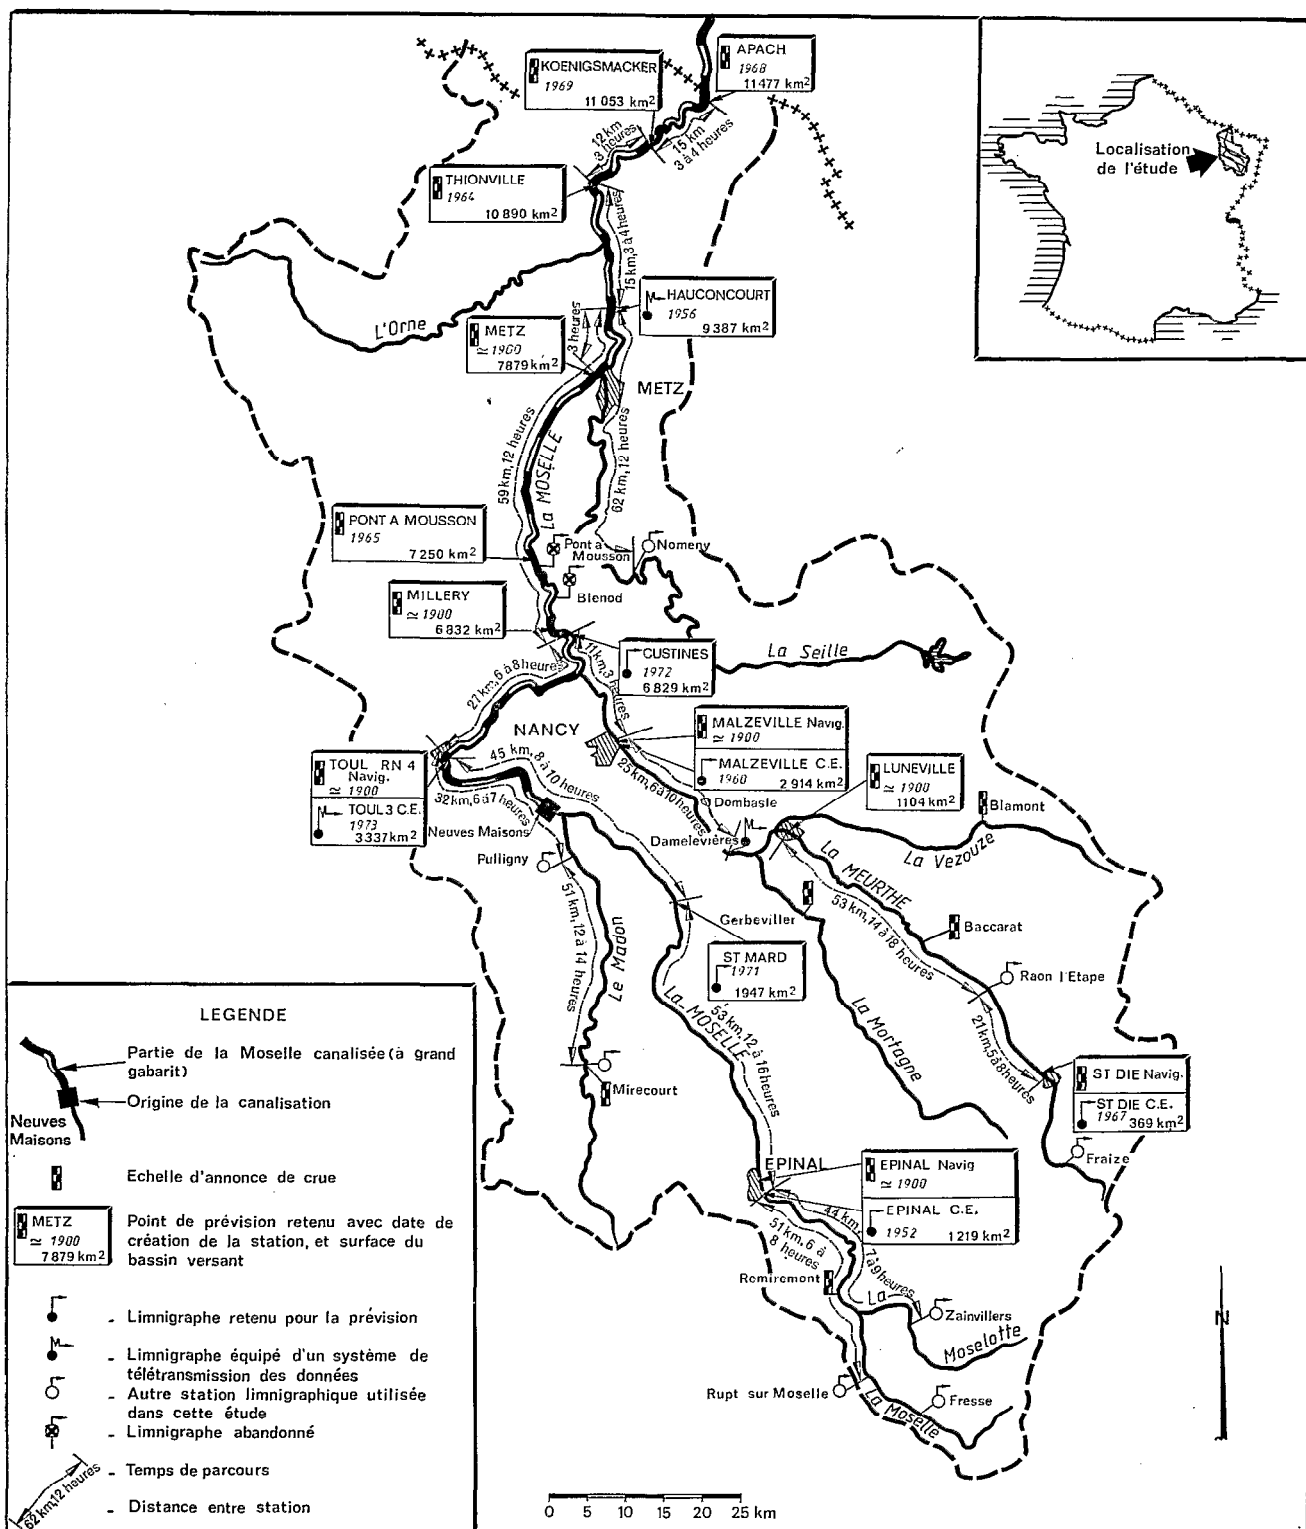 APACH
1968
11 477 km2
KOENIGSMACKER
1969
11 053 km2
12 km
3 heures
15 km
3 à 4 heures
THIONVILLE
1964
10 890 km2
Localisation
de l'étude
15 km, 3 à 4 heures
L'Orne
HAUCONCOURT
1956
9 387 km2
3 heures
METZ
≃ 1900
7879 km2
METZ
59 km, 12 heures
La MOSELLE
62 km, 12 heures
PONT A MOUSSON
1965
7 250 km2
Pont a
Mousson
Nomeny
Blenod
MILLERY
≃ 1900
6 832 km2
CUSTINES
1972
6 829 km2
11 km, 3 heures
La Seille
27 km, 6 à 8 heures
NANCY
MALZEVILLE Navig.
≃ 1900
MALZEVILLE C.E.
1960
2 914 km2
TOUL RN 4
Navig.
≃ 1900
TOUL 3 C.E.
1973
3337 km2
45 km, 8 à 10 heures
32 km, 6 à 7 heures
Neuves Maisons
25 km, 6 à 10 heures
Dombasle
Damelevières
LUNEVILLE
≃ 1900
1104 km2
Blamont
La Vezouze
Pulligny
51 km, 12 à 14 heures
Le Madon
La MEURTHE
53 km, 14 à 18 heures
Gerbeviller
Baccarat
Raon l'Etape
ST MARD
1971
1947 km2
La MOSELLE
53 km, 12 à 16 heures
La Mortagne
21 km, 5 à 8 heures
ST DIE Navig.
ST DIE C.E.
1967
369 km2
Fraize
Mirecourt
EPINAL
EPINAL Navig
≃ 1900
EPINAL C.E.
1952
1 219 km2
51 km, 6 à
8 heures
44 km,
7 à 9 heures
Remiremont
La
Moselotte
Zainvillers
Rupt sur Moselle
La Moselle
Fresse
N
LEGENDE
Partie de la Moselle canalisée (à grand
gabarit)
Origine de la canalisation
Neuves
Maisons
Echelle d'annonce de crue
METZ
≃ 1900
7 879 km2
Point de prévision retenu avec date de
création de la station, et surface du
bassin versant
- Limnigraphe retenu pour la prévision
- Limnigraphe équipé d'un système de
télétransmission des données
- Autre station limnigraphique utilisée
dans cette étude
- Limnigraphe abandonné
62 km, 12 heures
- Temps de parcours
- Distance entre station
0 5 10 15 20 25 km